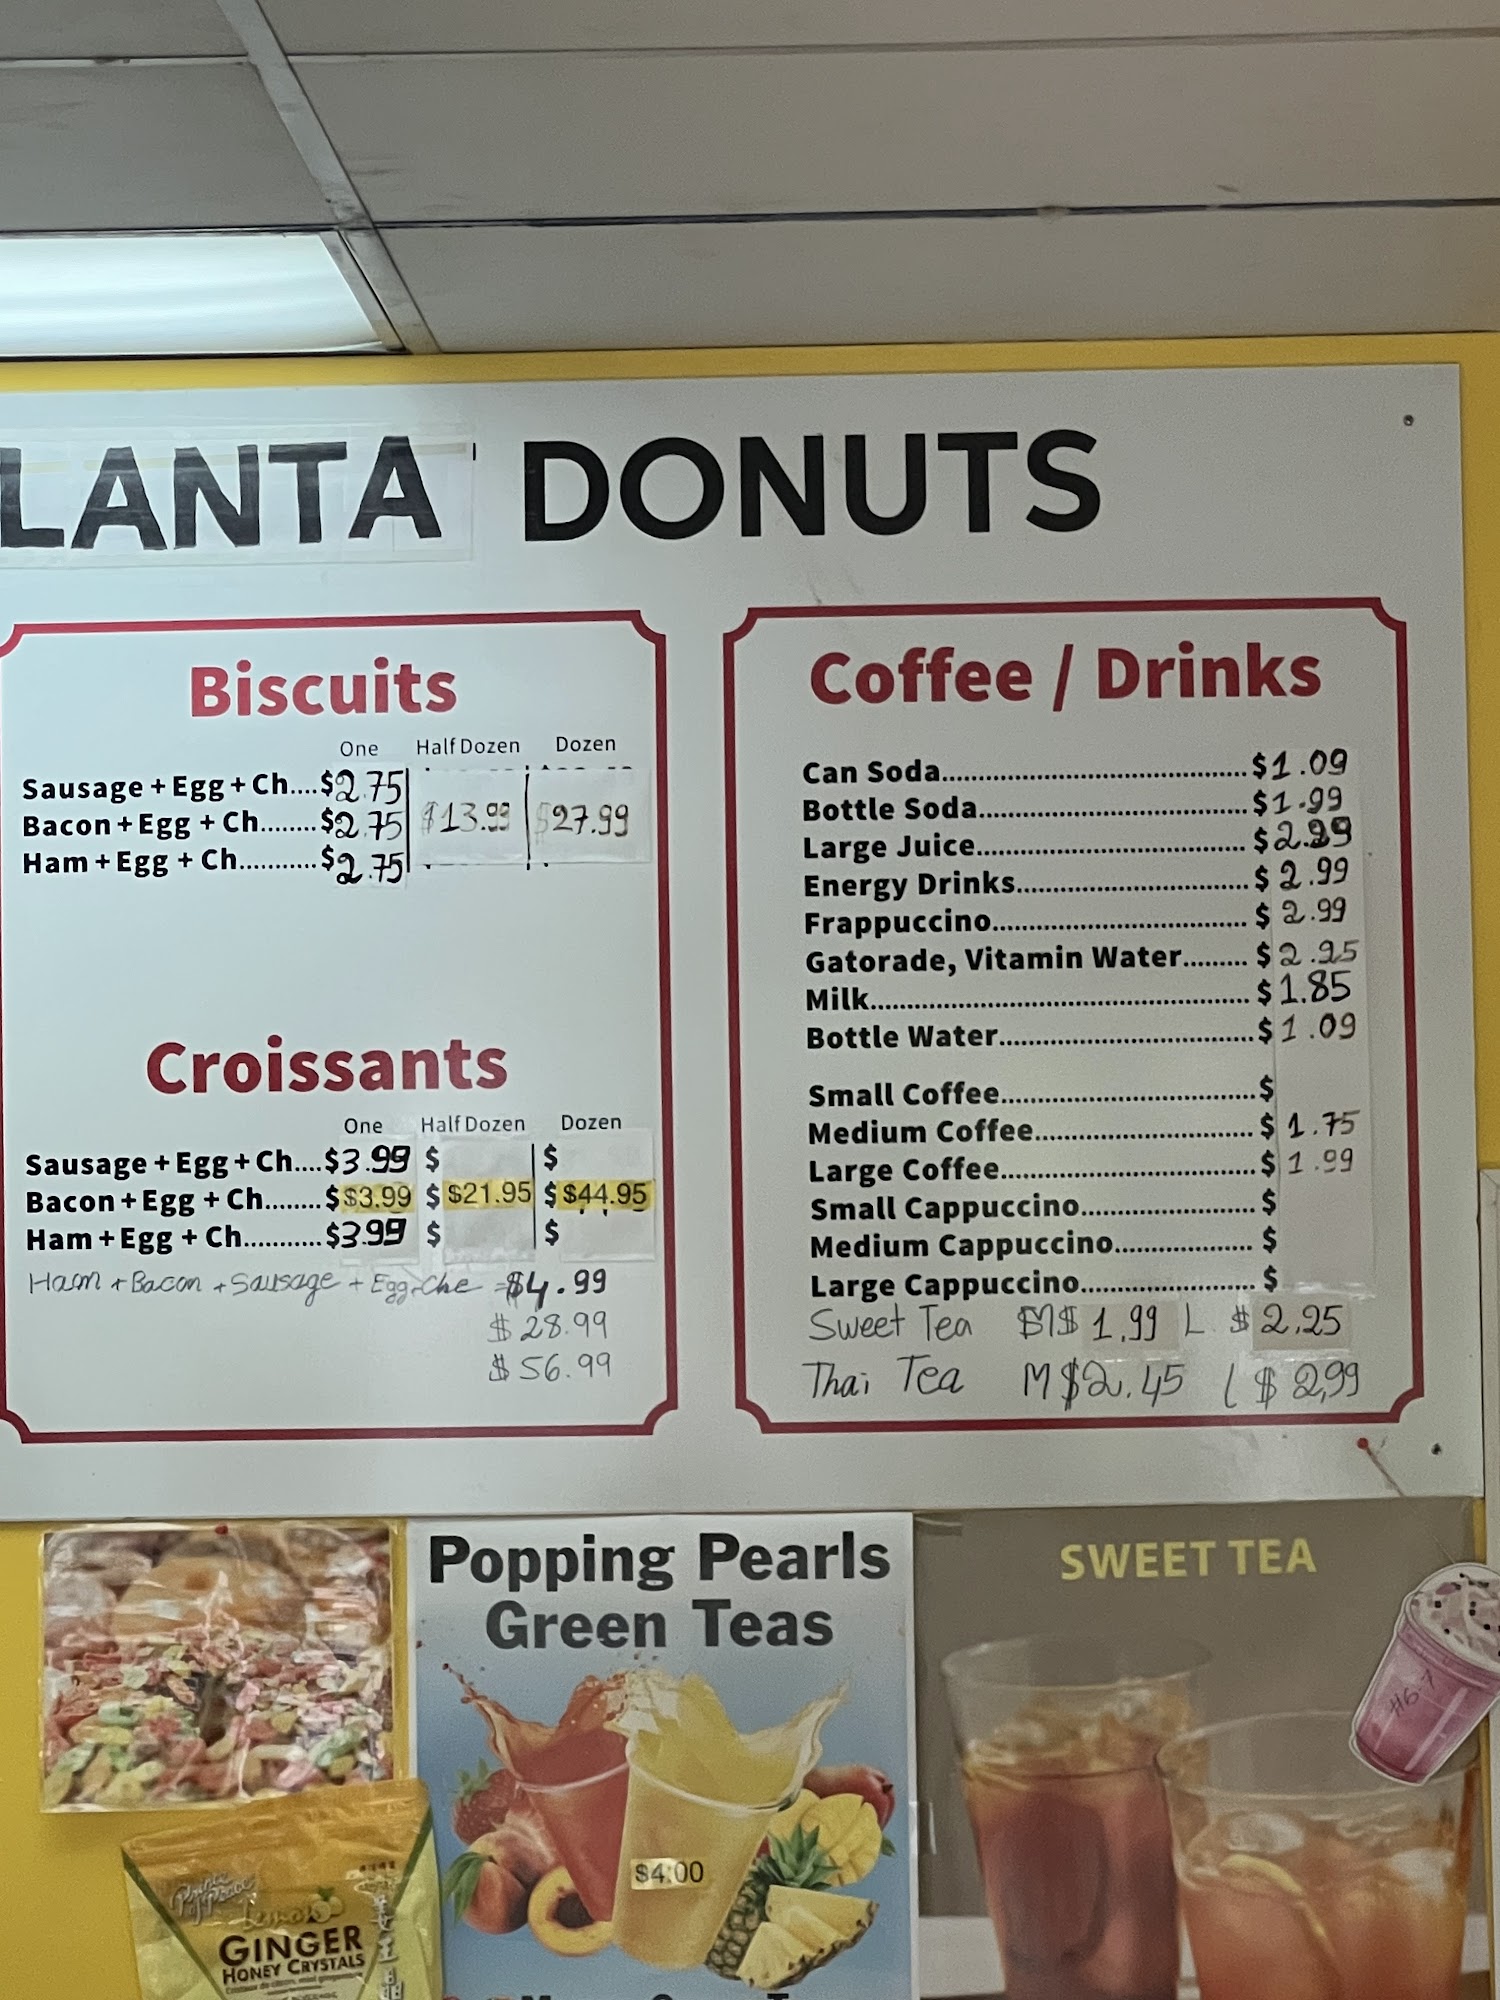 LANTA DONUTS
Biscuits
One Half Dozen Dozen
Sausage + Egg + Ch....$2.75
Bacon + Egg + Ch........$2.75 $13.99 $27.99
Ham + Egg + Ch...........$2.75
Croissants
One Half Dozen Dozen
Sausage + Egg + Ch....$3.99 $ $
Bacon + Egg + Ch........$$3.99 $$21.95 $$44.95
Ham + Egg + Ch...........$3.99 $ $
Ham + Bacon + Sausage + Egg+Che =$4.99
$28.99
$56.99
Coffee / Drinks
Can Soda......................................$1.09
Bottle Soda.................................$1.99
Large Juice.................................$2.99
Energy Drinks............................$2.99
Frappuccino...............................$2.99
Gatorade, Vitamin Water.........$2.25
Milk..............................................$1.85
Bottle Water...............................$1.09
Small Coffee...............................$
Medium Coffee..........................$1.75
Large Coffee...............................$1.99
Small Cappuccino.....................$
Medium Cappuccino.................$
Large Cappuccino.....................$
Sweet Tea M$ 1.99 L $2.25
Thai Tea M$2.45 L $2,99
Popping Pearls
Green Teas
$4.00
SWEET TEA
Prince of Peace
Lemon
GINGER
HONEY CRYSTALS